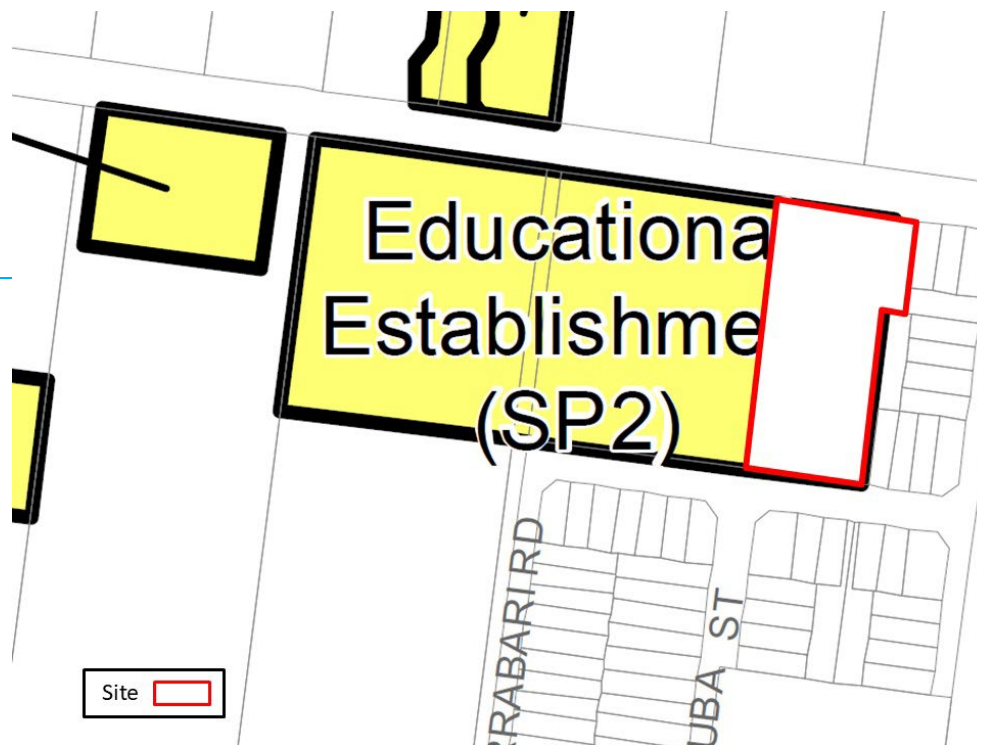 Educationa
Establishme
(SP2)
RRABARI RD
UBA ST
Site